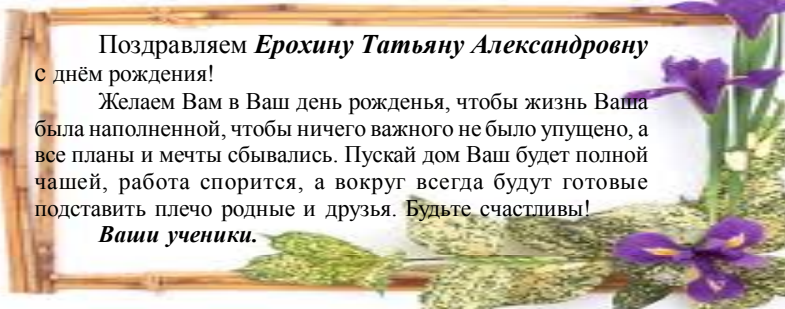 Поздравляем Ерохину Татьяну Александровну
с днём рождения!
Желаем Вам в Ваш день рожденья, чтобы жизнь Ваша
была наполненной, чтобы ничего важного не было упущено, а
все планы и мечты сбывались. Пускай дом Ваш будет полной
чашей, работа спорится, а вокруг всегда будут готовые
подставить плечо родные и друзья. Будьте счастливы!
Ваши ученики.